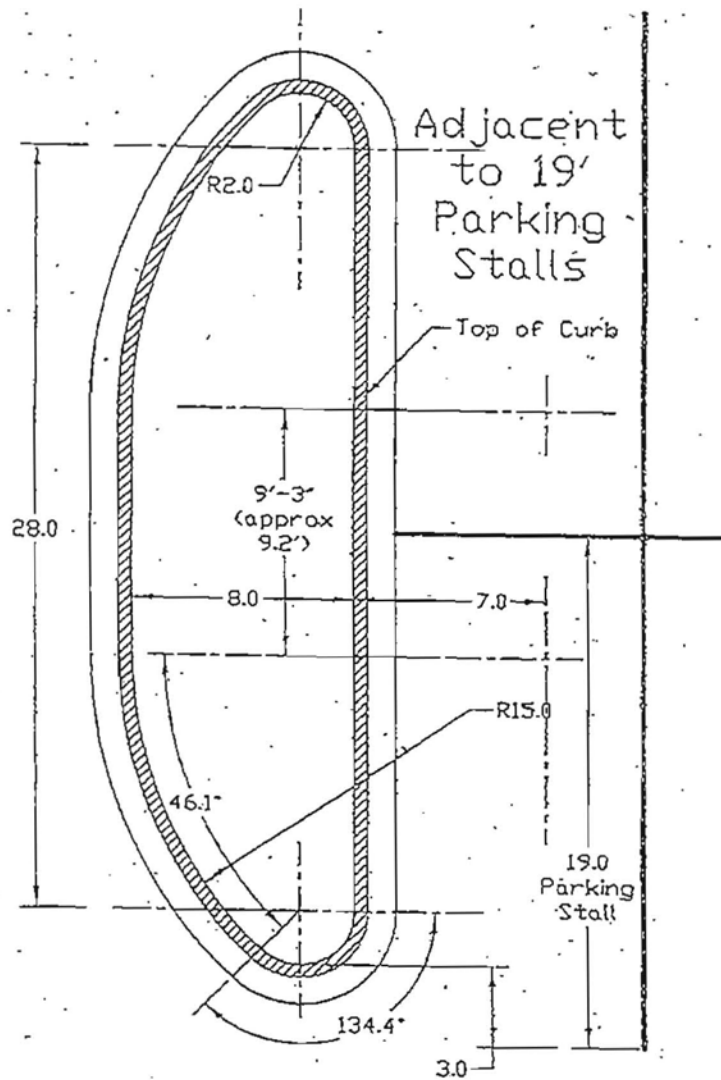 Adjacent
to 19'
Parking
Stalls
R2.0
Top of Curb
9'-3"
(approx
9.2')
28.0
8.0
7.0
R15.0
46.1°
19.0
Parking
Stall
134.4°
3.0